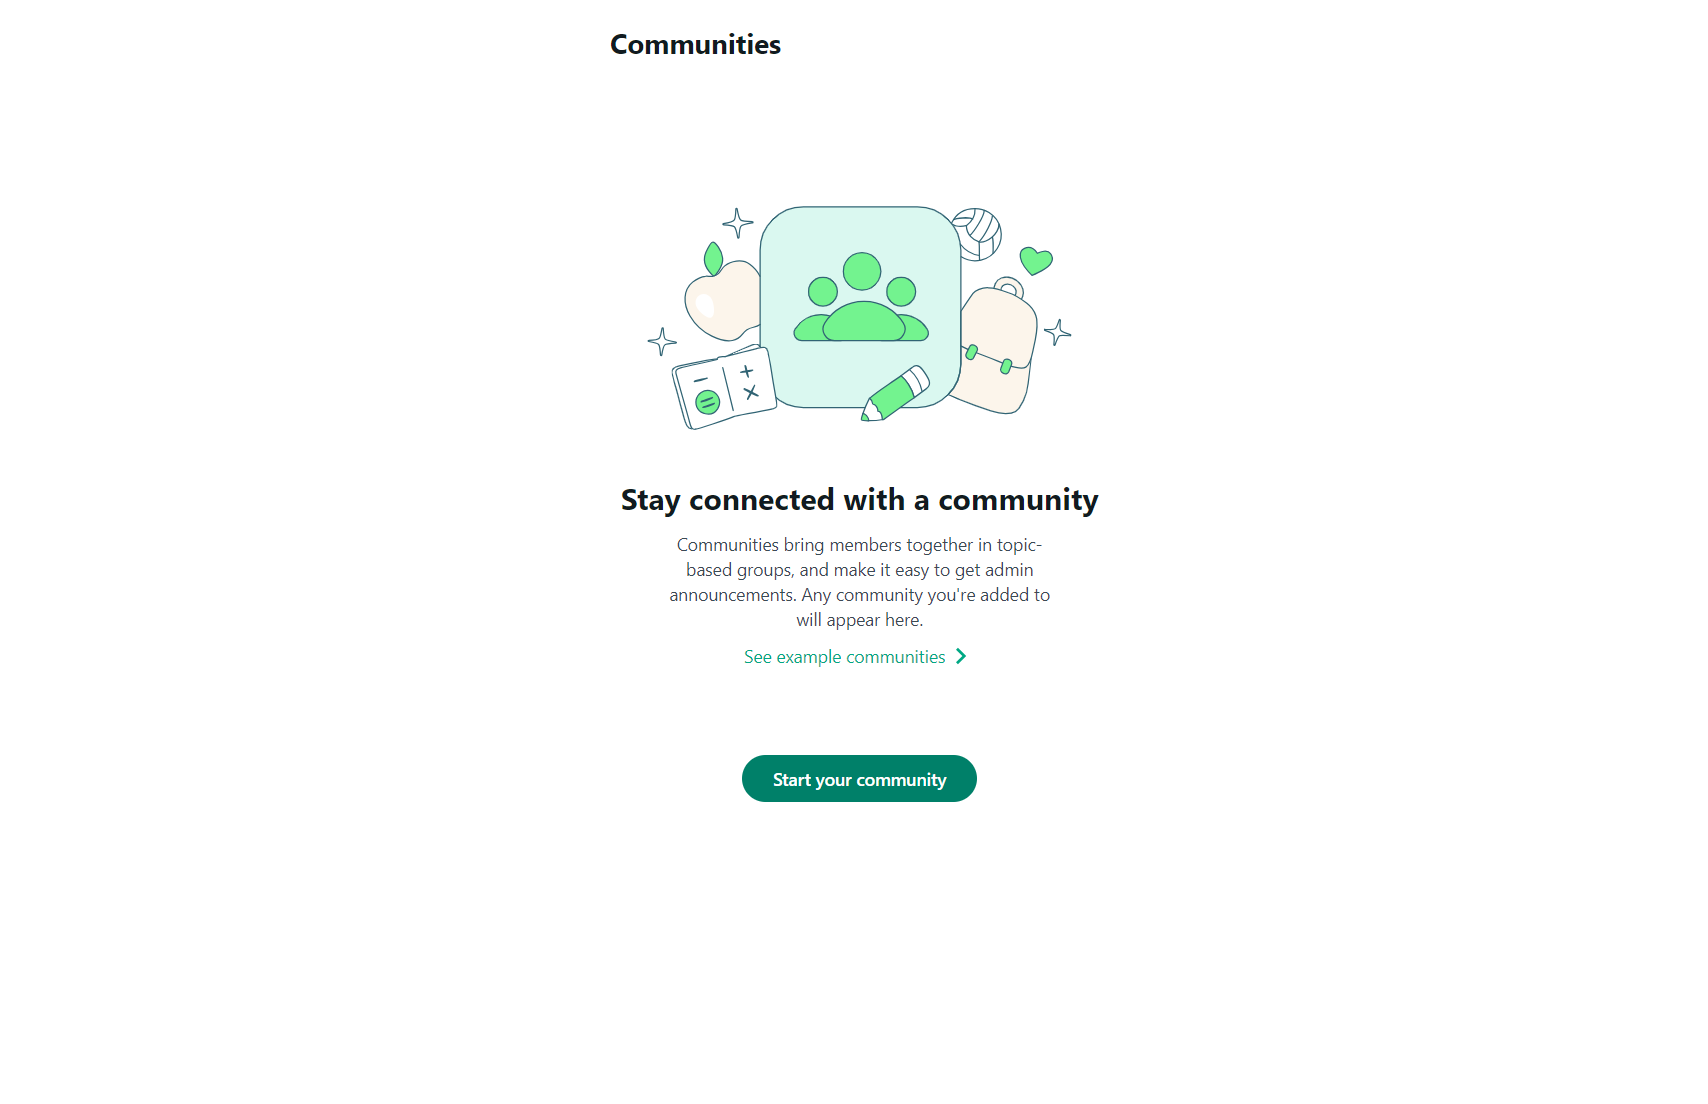 Communities
Stay connected with a community
Communities bring members together in topic-
based groups, and make it easy to get admin
announcements. Any community you're added to
will appear here.
See example communities
Start your community